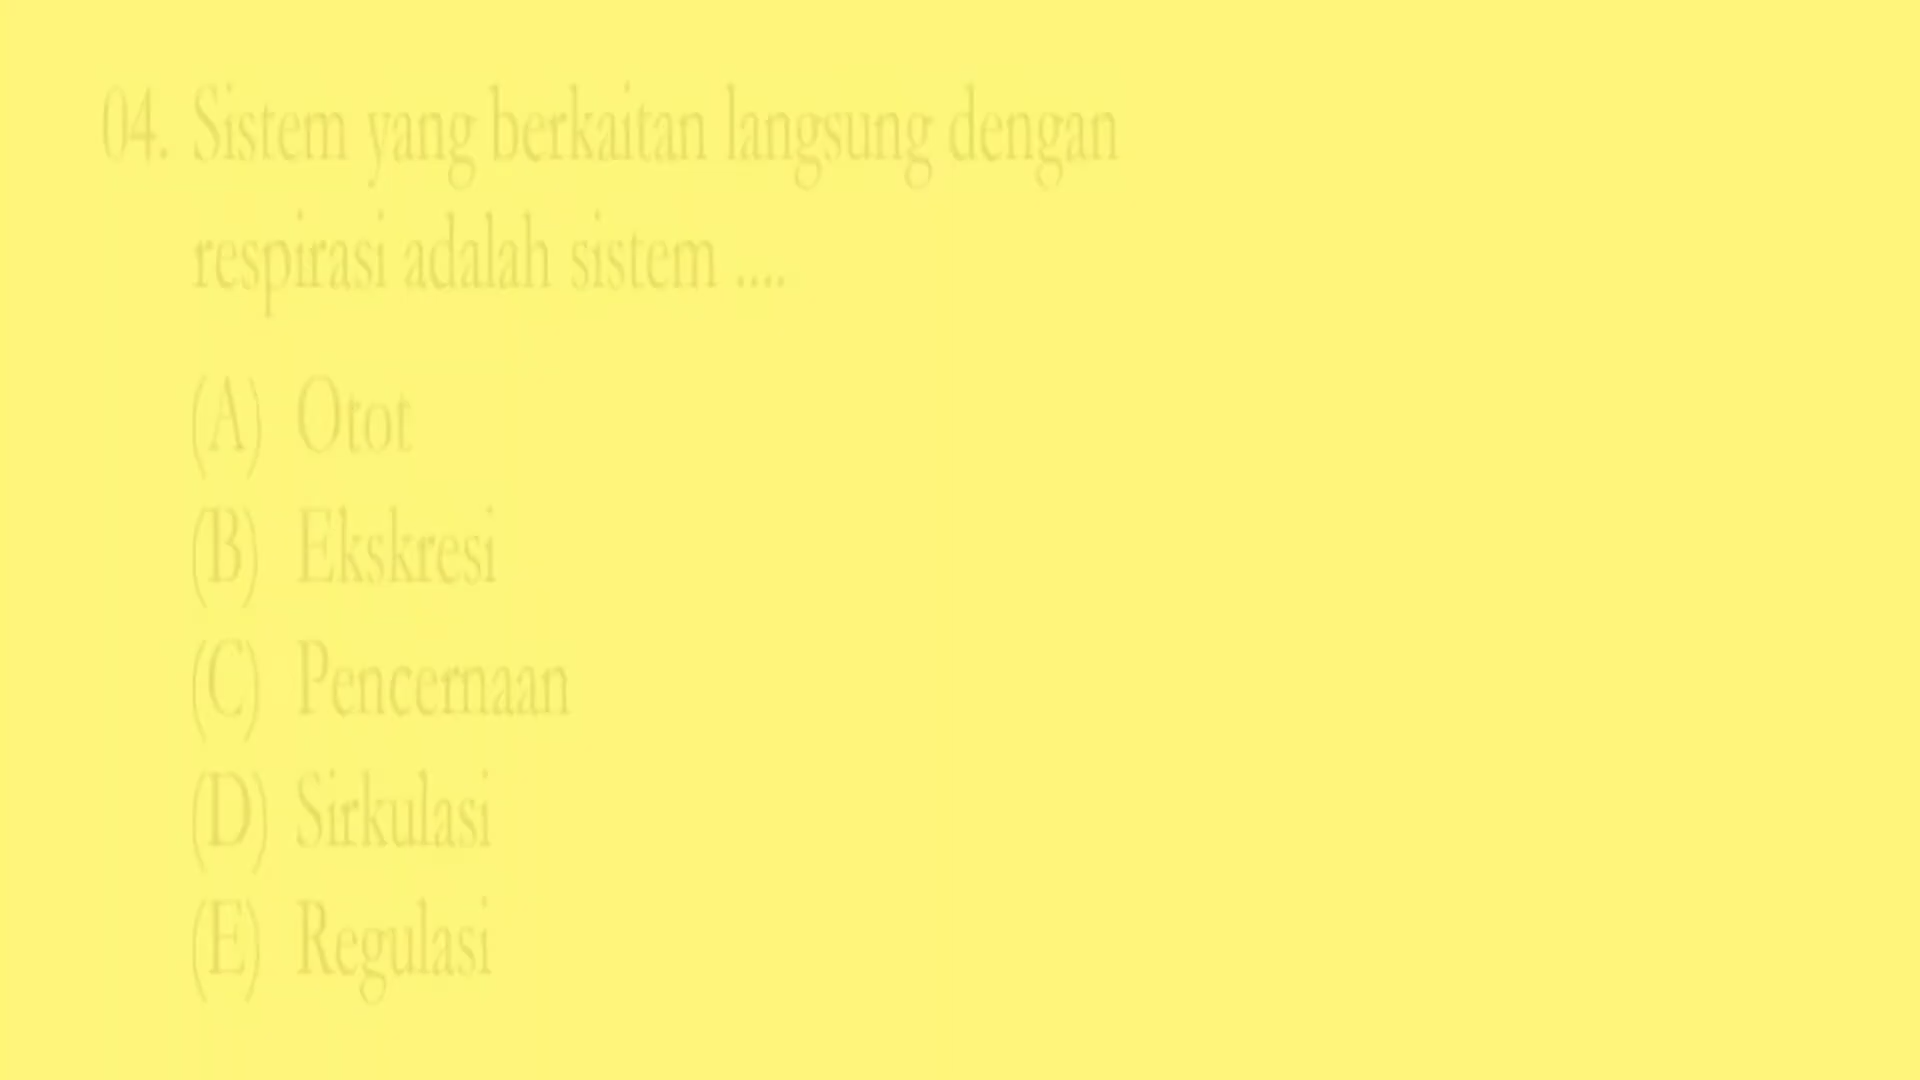 04. Sistem yang berkaitan langsung dengan
respirasi adalah sistem ....
(A) Otot
(B) Ekskresi
(C) Pencernaan
(D) Sirkulasi
(E) Regulasi